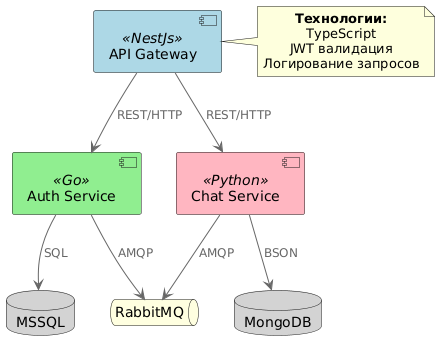 «NestJs»
API Gateway
Технологии:
TypeScript
JWT валидация
Логирование запросов
REST/HTTP
REST/HTTP
«Go»
Auth Service
«Python»
Chat Service
SQL
AMQP
AMQP
BSON
MSSQL
RabbitMQ
MongoDB